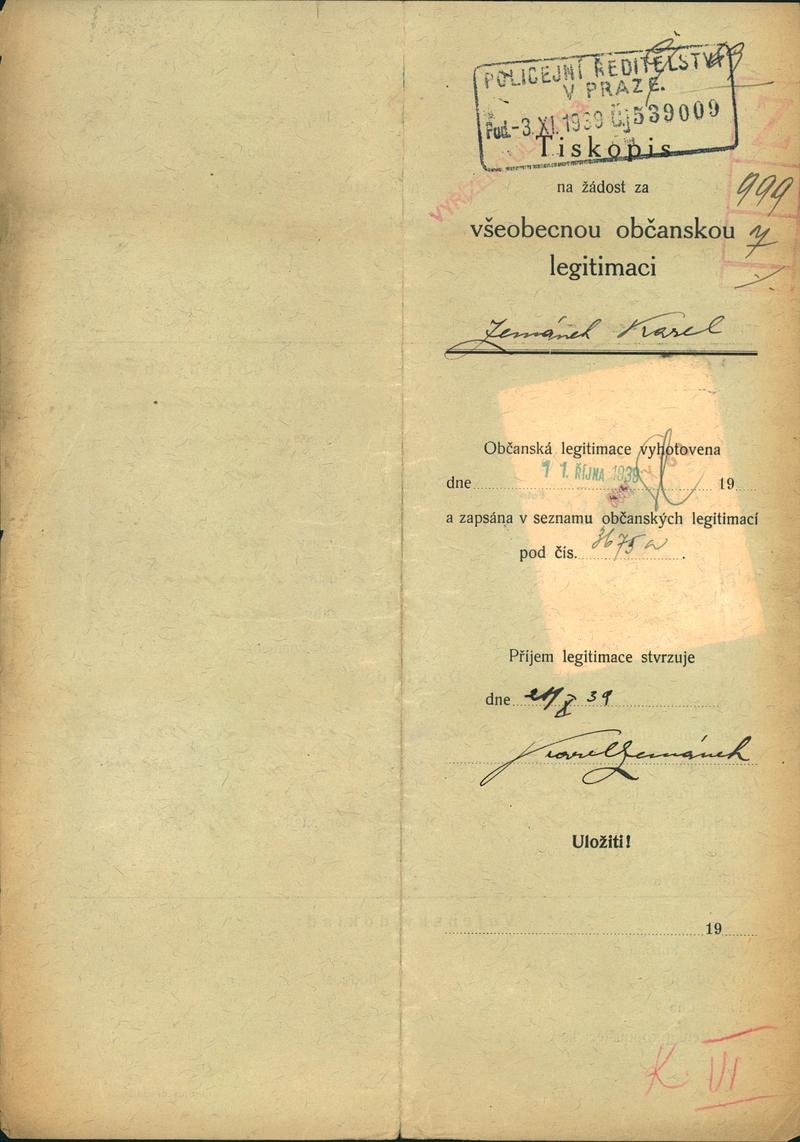 POLICEJNÍ ŘEDITELSTVÍ
V PRAZE.
Pod. -3. XI. 1939 Čj 539009
Tiskopis
na žádost za
všeobecnou občanskou
legitimaci
Z
999
7
Zemánek Karel
Občanská legitimace vyhotovena
dne 11. ŘÍJNA 1939 19
a zapsána v seznamu občanských legitimací
pod čís. 3675a.
Příjem legitimace stvrzuje
dne X 39
Karel Zemánek
Uložiti!
19
K VI